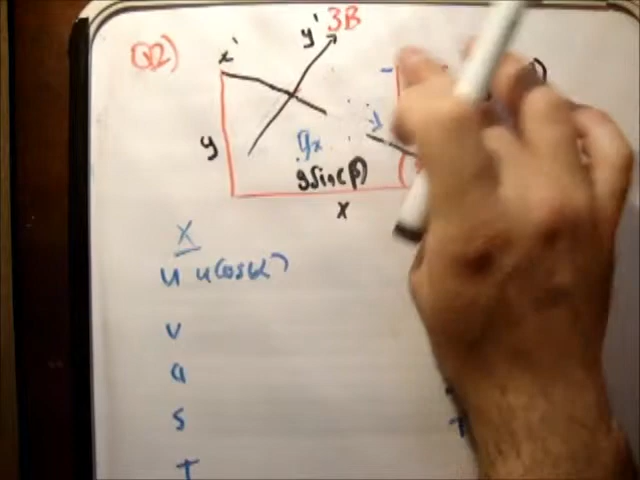 Q2)
x'
y' 3B
y
gx
gsin(β)
x
X
u ucos(α)
v
a
s
T